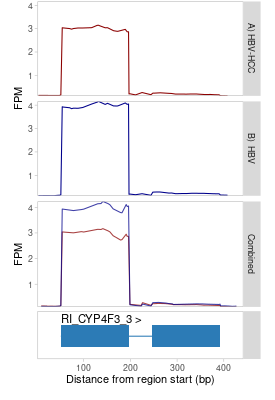 4
3
2
1
A) HBV-HCC
FPM
4
3
2
1
B) HBV
4
3
2
1
Combined
FPM
RI_CYP4F3_3 >
100 200 300 400
Distance from region start (bp)